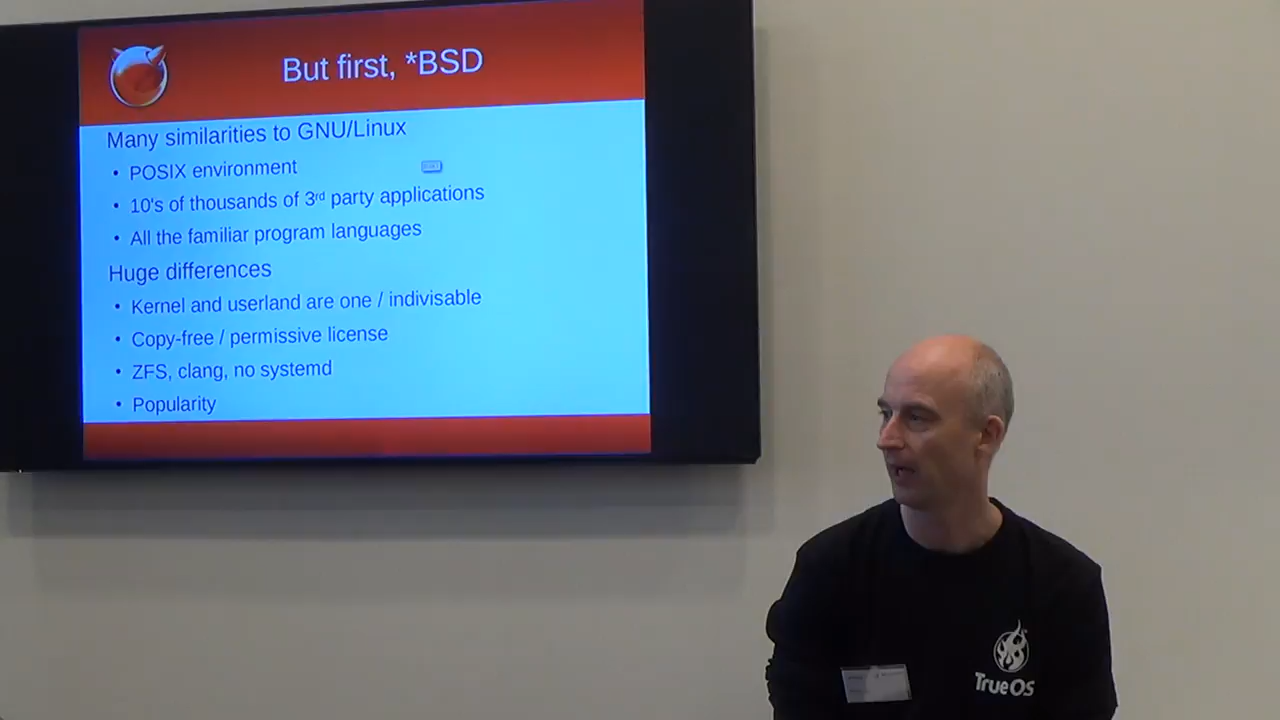 But first, *BSD
Many similarities to GNU/Linux
• POSIX environment
• 10's of thousands of 3rd party applications
• All the familiar program languages
Huge differences
• Kernel and userland are one / indivisable
• Copy-free / permissive license
• ZFS, clang, no systemd
• Popularity
TrueOS